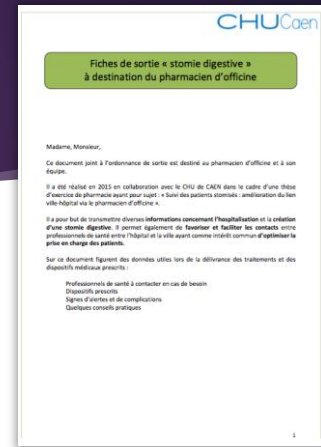 CHUCaen
Fiches de sortie « stomie digestive »
à destination du pharmacien d'officine
Madame, Monsieur,
Ce document joint à l'ordonnance de sortie est destiné au pharmacien d'officine et à son
équipe.
Il a été réalisé en 2015 en collaboration avec le CHU de CAEN dans le cadre d'une thèse
d'exercice de pharmacie ayant pour sujet : « Suivi des patients stomisés : amélioration du lien
ville-hôpital via le pharmacien d'officine ».
Il a pour but de transmettre diverses informations concernant l'hospitalisation et la création
d'une stomie digestive. Il permet également de favoriser et faciliter les contacts entre
professionnels de santé entre l'hôpital et la ville ayant comme intérêt commun d'optimiser la
prise en charge des patients.
Sur ce document figurent des données utiles lors de la délivrance des traitements et des
dispositifs médicaux prescrits :
Professionnels de santé à contacter en cas de besoin
Dispositifs prescrits
Signes d'alertes et de complications
Quelques conseils pratiques
1